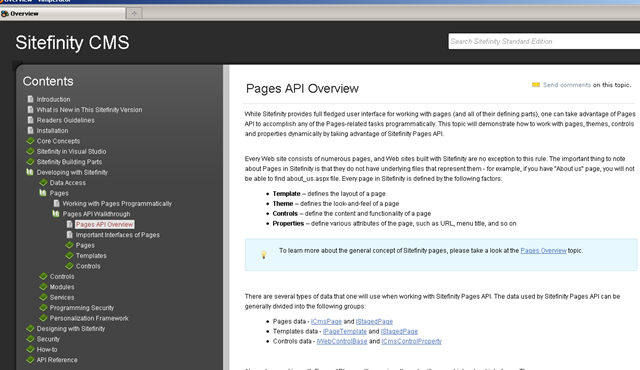 Overview
Sitefinity CMS
Search Sitefinity Standard Edition
Contents
Introduction
What is New in This Sitefinity Version
Readers Guidelines
Installation
Core Concepts
Sitefinity in Visual Studio
Sitefinity Building Parts
Developing with Sitefinity
Data Access
Pages
Working with Pages Programmatically
Pages API Walkthrough
Pages API Overview
Important Interfaces of Pages
Pages
Templates
Controls
Controls
Modules
Services
Programming Security
Personalization Framework
Designing with Sitefinity
Security
How-to
API Reference
Pages API Overview
Send comments on this topic.
While Sitefinity provides full fledged user interface for working with pages (and all of their defining parts), one can take advantage of Pages
API to accomplish any of the Pages-related tasks programmatically. This topic will demonstrate how to work with pages, themes, controls
and properties dynamically by taking advantage of Sitefinity Pages API.
Every Web site consists of numerous pages, and Web sites built with Sitefinity are no exception to this rule. The important thing to note
about Pages in Sitefinity is that they do not have underlying files that represent them - for example, if you have "About us" page, you will not
be able to find about_us.aspx file. Every page in Sitefinity is defined by the following factors:
• Template – defines the layout of a page
• Theme – defines the look-and-feel of a page
• Controls – define the content and functionality of a page
• Properties – define various attributes of the page, such as URL, menu title, and so on
To learn more about the general concept of Sitefinity pages, please take a look at the Pages Overview topic.
There are several types of data that one will use when working with Sitefinity Pages API. The data used by Sitefinity Pages API can be
generally divided into the following groups:
• Pages data - ICmsPage and IStagedPage
• Templates data - IPageTemplate and IStagedPage
• Controls data - IWebControlBase and ICmsControlProperty